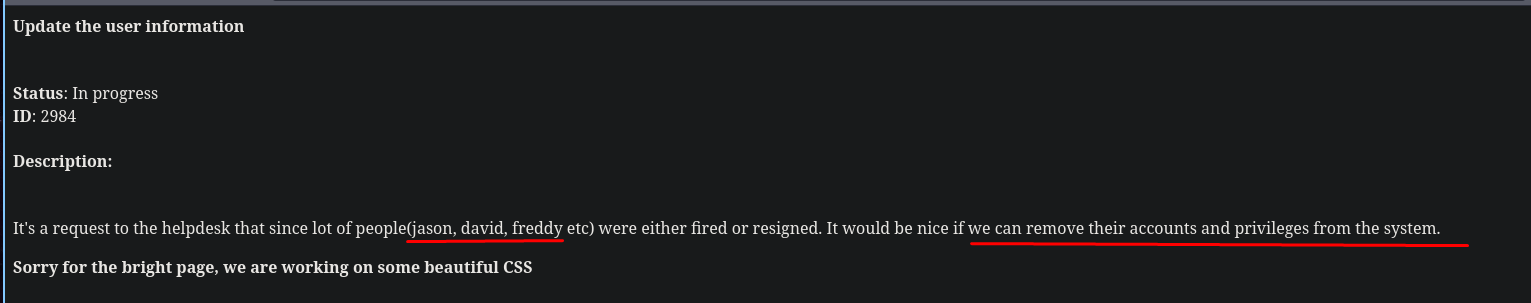 Update the user information
Status: In progress
ID: 2984
Description:
It's a request to the helpdesk that since lot of people(jason, david, freddy etc) were either fired or resigned. It would be nice if we can remove their accounts and privileges from the system.
Sorry for the bright page, we are working on some beautiful CSS